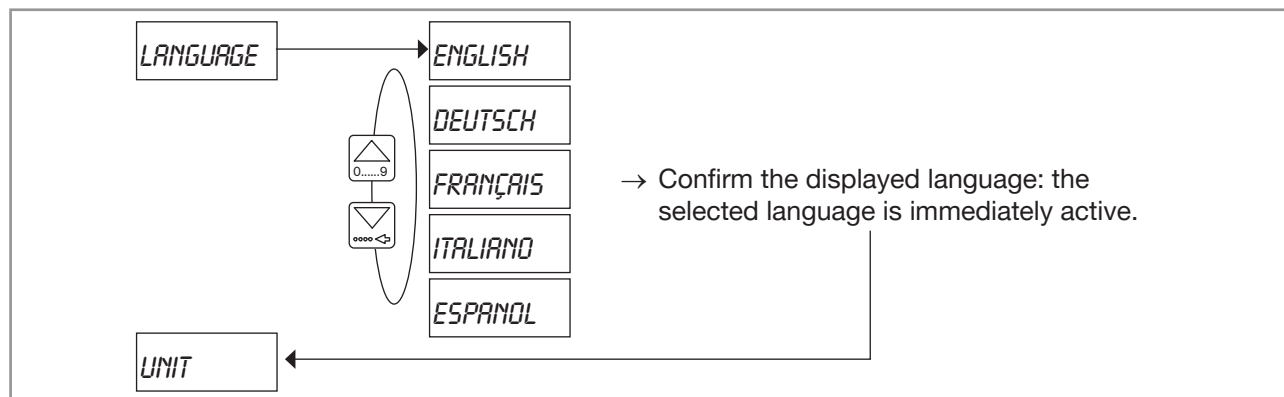 LANGUAGE
ENGLISH
DEUTSCH
0......9
FRANÇAIS
→ Confirm the displayed language: the
selected language is immediately active.
ITALIANO
ESPANOL
UNIT